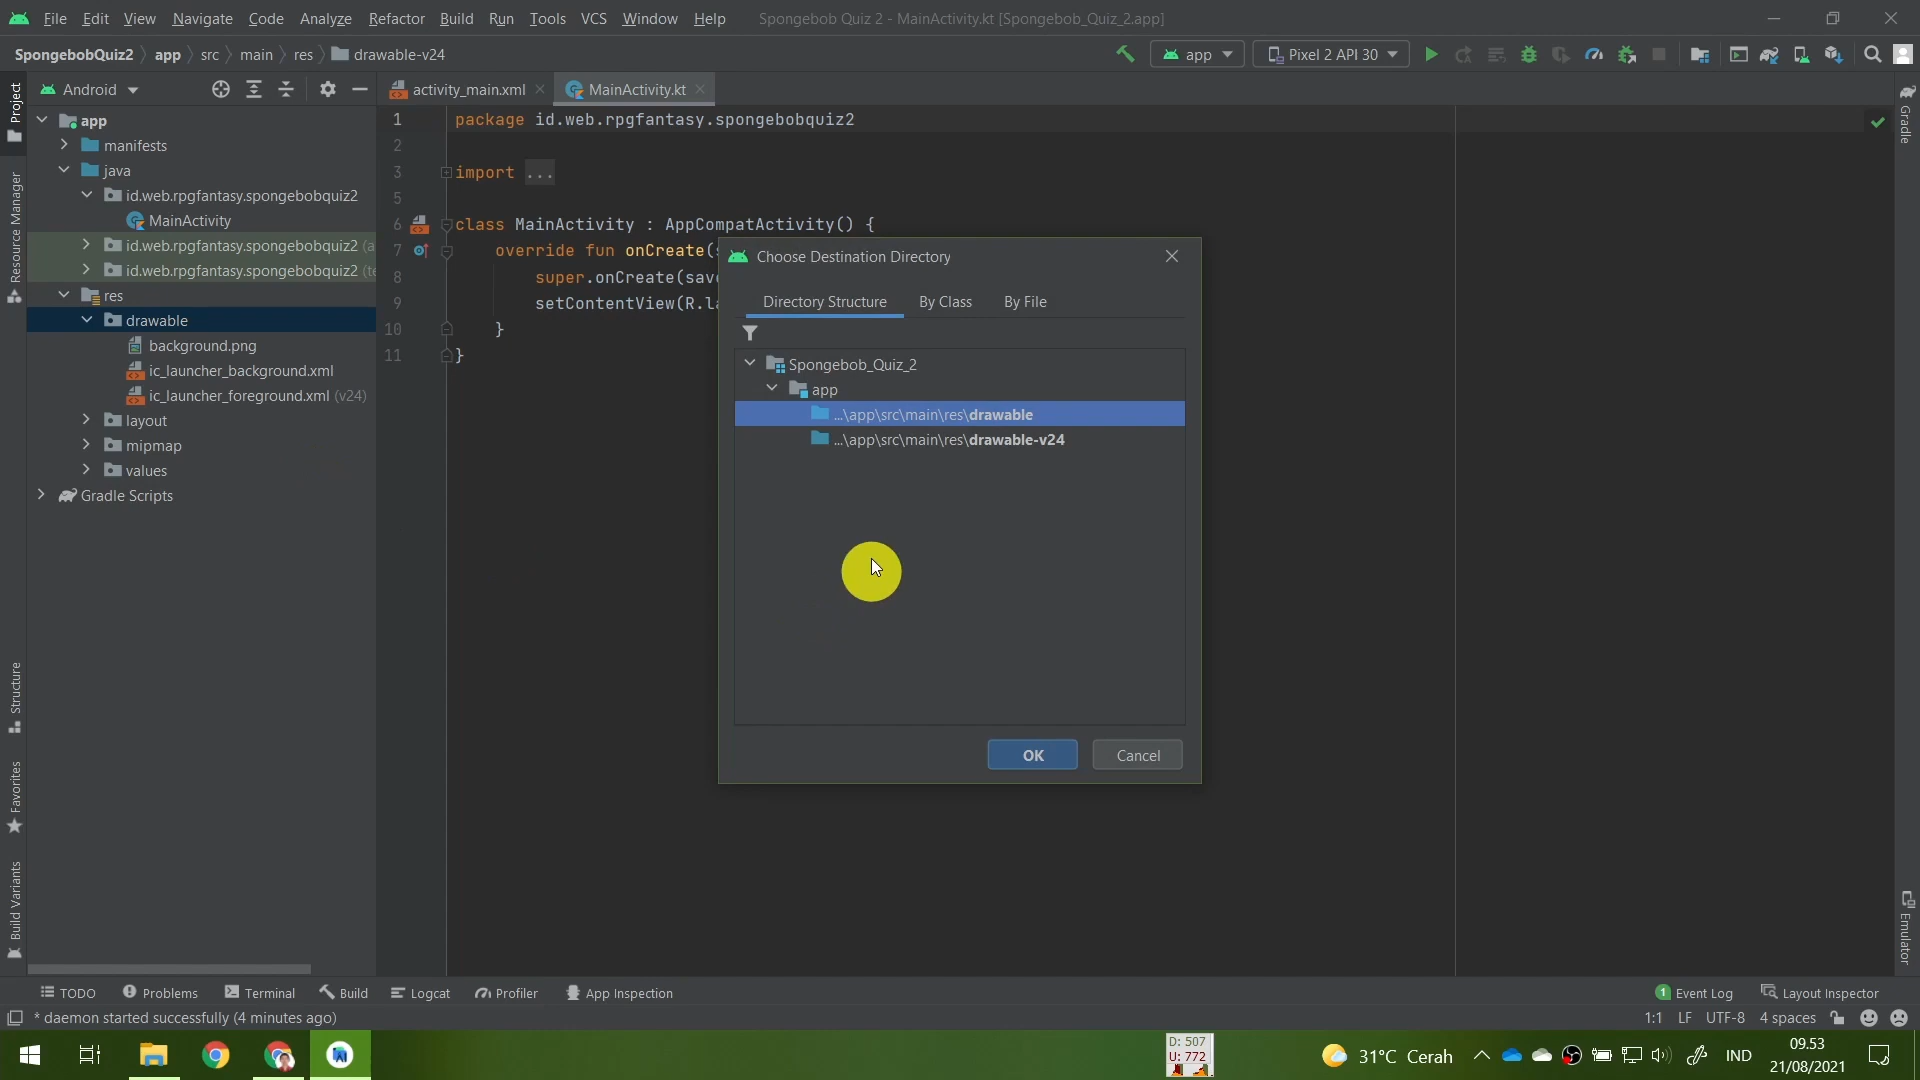 File Edit View Navigate Code Analyze Refactor Build Run Tools VCS Window Help Spongebob Quiz 2 - MainActivity.kt [Spongebob_Quiz_2.app]
SpongebobQuiz2 app src main res drawable-v24 app Pixel 2 API 30
Android activity_main.xml MainActivity.kt
Project
Resource Manager
Structure
Favorites
Build Variants
app
manifests
java
id.web.rpgfantasy.spongebobquiz2
MainActivity
id.web.rpgfantasy.spongebobquiz2 (a
id.web.rpgfantasy.spongebobquiz2 (te
res
drawable
background.png
ic_launcher_background.xml
ic_launcher_foreground.xml (v24)
layout
mipmap
values
Gradle Scripts
1 package id.web.rpgfantasy.spongebobquiz2
2
3 import ...
5
6 class MainActivity : AppCompatActivity() {
7 override fun onCreate(
8 super.onCreate(save
9 setContentView(R.la
10 }
11 }
Choose Destination Directory
Directory Structure By Class By File
Spongebob_Quiz_2
app
...\app\src\main\res\drawable
...\app\src\main\res\drawable-v24
OK Cancel
Gradle
Emulator
TODO Problems Terminal Build Logcat Profiler App Inspection 1 Event Log Layout Inspector
* daemon started successfully (4 minutes ago) 1:1 LF UTF-8 4 spaces
D: 507
U: 772
31°C Cerah IND
09.53
21/08/2021